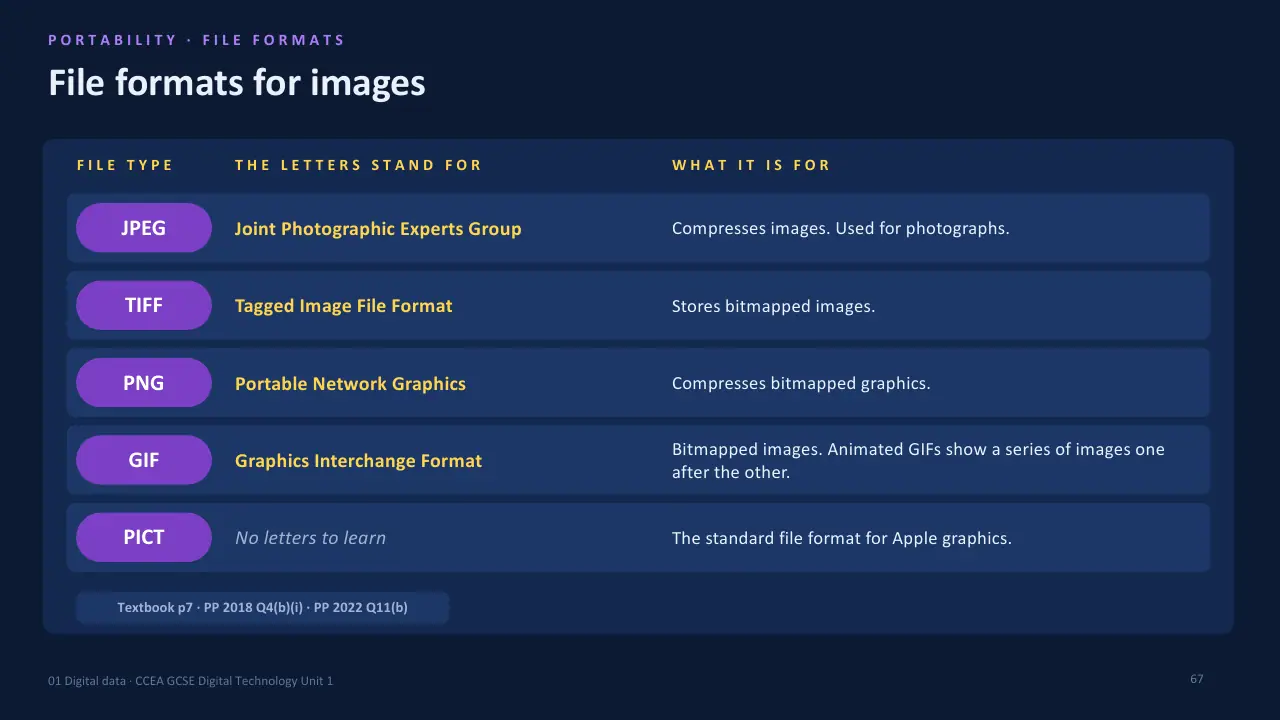 PORTABILITY · FILE FORMATS
File formats for images
FILE TYPE THE LETTERS STAND FOR WHAT IT IS FOR
JPEG Joint Photographic Experts Group Compresses images. Used for photographs.
TIFF Tagged Image File Format Stores bitmapped images.
PNG Portable Network Graphics Compresses bitmapped graphics.
GIF Graphics Interchange Format Bitmapped images. Animated GIFs show a series of images one
after the other.
PICT No letters to learn The standard file format for Apple graphics.
Textbook p7 · PP 2018 Q4(b)(i) · PP 2022 Q11(b)
01 Digital data · CCEA GCSE Digital Technology Unit 1 67